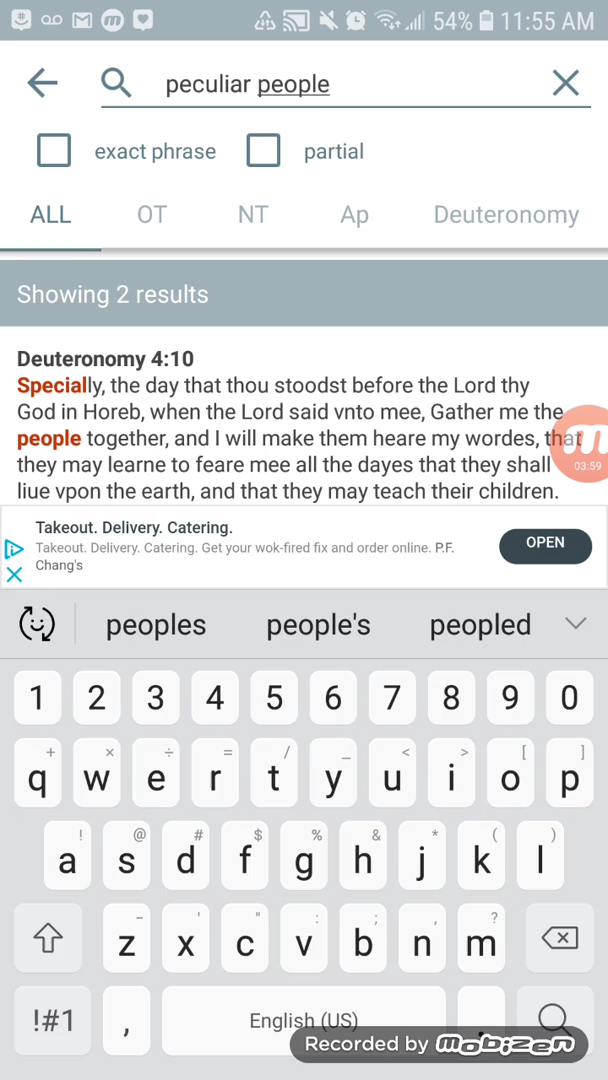 54% 11:55 AM
peculiar people
exact phrase partial
ALL OT NT Ap Deuteronomy
Showing 2 results
Deuteronomy 4:10
Specially, the day that thou stoodst before the Lord thy
God in Horeb, when the Lord said vnto mee, Gather me the
people together, and I will make them heare my wordes, that
they may learne to feare mee all the dayes that they shall
liue vpon the earth, and that they may teach their children.
m
03:59
Takeout. Delivery. Catering.
Takeout. Delivery. Catering. Get your wok-fired fix and order online. P.F.
Chang's
OPEN
peoples people's peopled
1 2 3 4 5 6 7 8 9 0
+ × ÷ = / _ < > [ ]
q w e r t y u i o p
! @ # $ % & * ( )
a s d f g h j k l
- ' " : ; , ?
z x c v b n m
!#1 , English (US) .
Recorded by mobizen